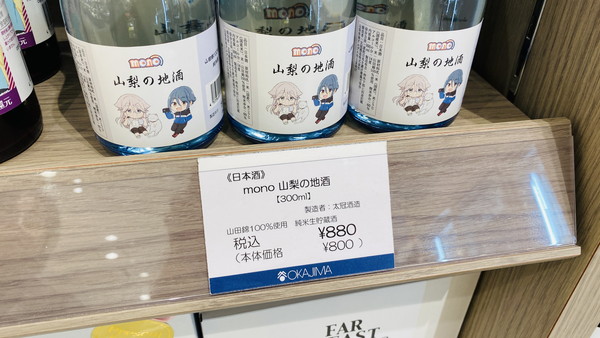 mono
山梨の地酒
mono
山梨の地酒
mono
山梨の地酒
《日本酒》
mono 山梨の地酒
【300ml】
製造者:太冠酒造
山田錦100%使用 純米生貯蔵酒
税込 ¥880
(本体価格 ¥800 )
OKAJIMA
FAR
EAST